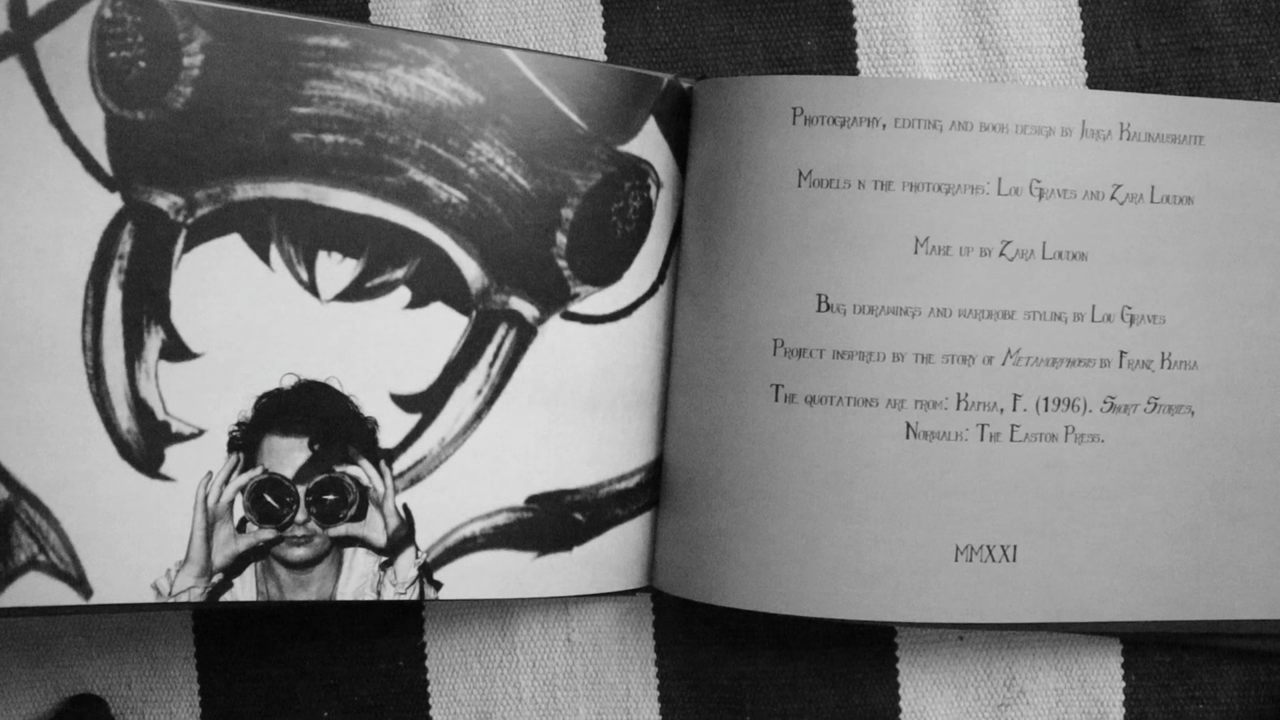 Photography, editing and book design by Jurga Kalinauskaite
Models n the photographs: Lou Graves and Zara Loudon
Make up by Zara Loudon
Bug ddrawings and wardrobe styling by Lou Graves
Project inspired by the story of Metamorphosis by Franz Kafka
The quotations are from: Kafka, F. (1996). Short Stories,
Norwalk: The Easton Press.
MMXXI